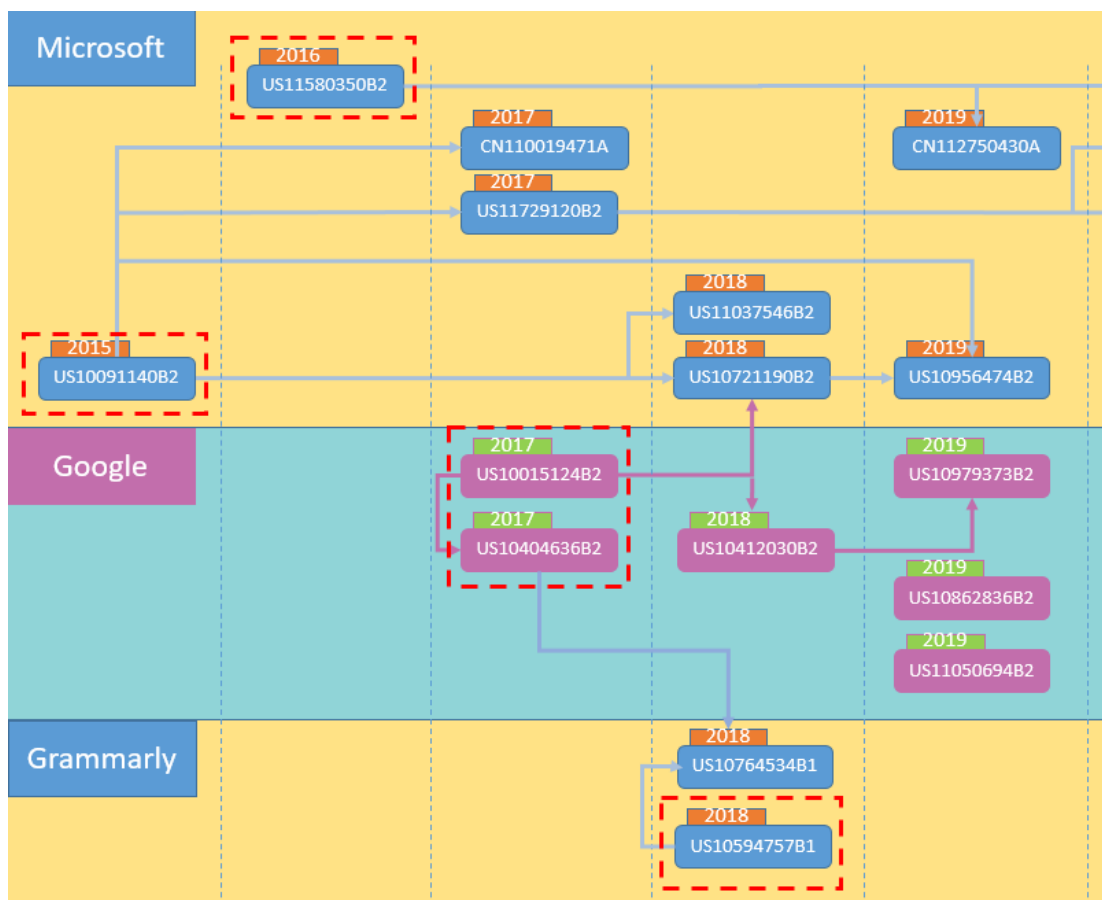 Microsoft
2016
US11580350B2
2017
CN110019471A
2019
CN112750430A
2017
US11729120B2
2018
US11037546B2
2015
US10091140B2
2018
US10721190B2
2019
US10956474B2
Google
2017
US10015124B2
2019
US10979373B2
2017
US10404636B2
2018
US10412030B2
2019
US10862836B2
2019
US11050694B2
Grammarly
2018
US10764534B1
2018
US10594757B1